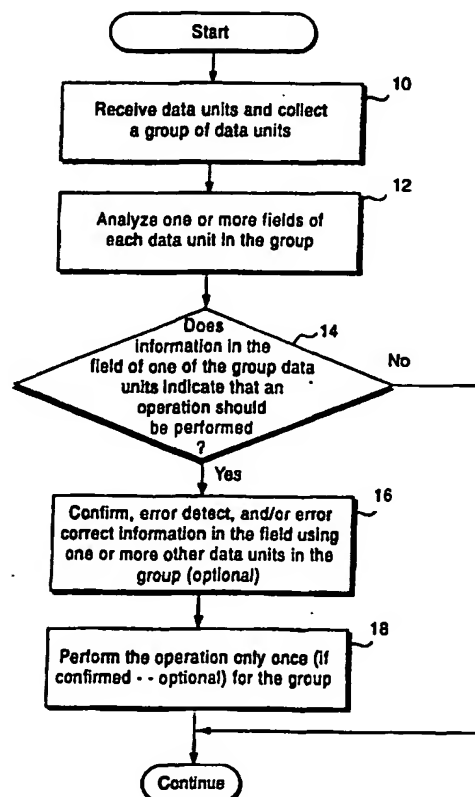 Start
10
Receive data units and collect
a group of data units
12
Analyze one or more fields of
each data unit in the group
14
Does
information in the
field of one of the group data
units indicate that an
operation should
be performed
?
No
Yes
16
Confirm, error detect, and/or error
correct information in the field using
one or more other data units in the
group (optional)
18
Perform the operation only once (if
confirmed - - optional) for the group
Continue